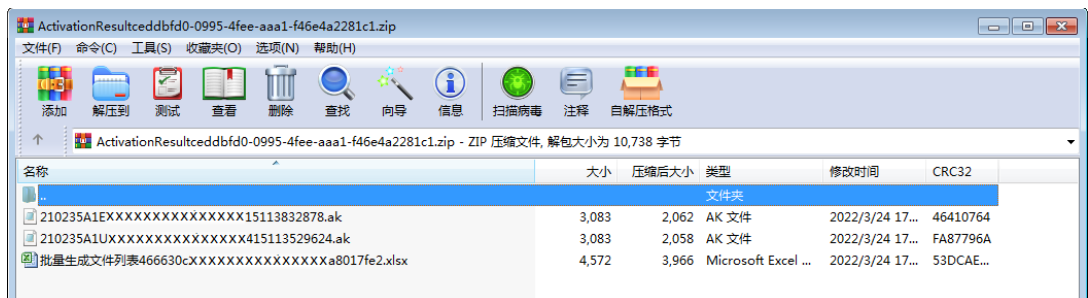 ActivationResultceddbfd0-0995-4fee-aaa1-f46e4a2281c1.zip
文件(F) 命令(C) 工具(S) 收藏夹(O) 选项(N) 帮助(H)
添加 解压到 测试 查看 删除 查找 向导 信息 扫描病毒 注释 自解压格式
ActivationResultceddbfd0-0995-4fee-aaa1-f46e4a2281c1.zip - ZIP 压缩文件, 解包大小为 10,738 字节
名称 大小 压缩后大小 类型 修改时间 CRC32
.. 文件夹
210235A1EXXXXXXXXXXXXXXX15113832878.ak 3,083 2,062 AK 文件 2022/3/24 17... 46410764
210235A1UXXXXXXXXXXXXXXX415113529624.ak 3,083 2,058 AK 文件 2022/3/24 17... FA87796A
批量生成文件列表466630cXXXXXXXXXXXXXXXa8017fe2.xlsx 4,572 3,966 Microsoft Excel ... 2022/3/24 17... 53DCAE...